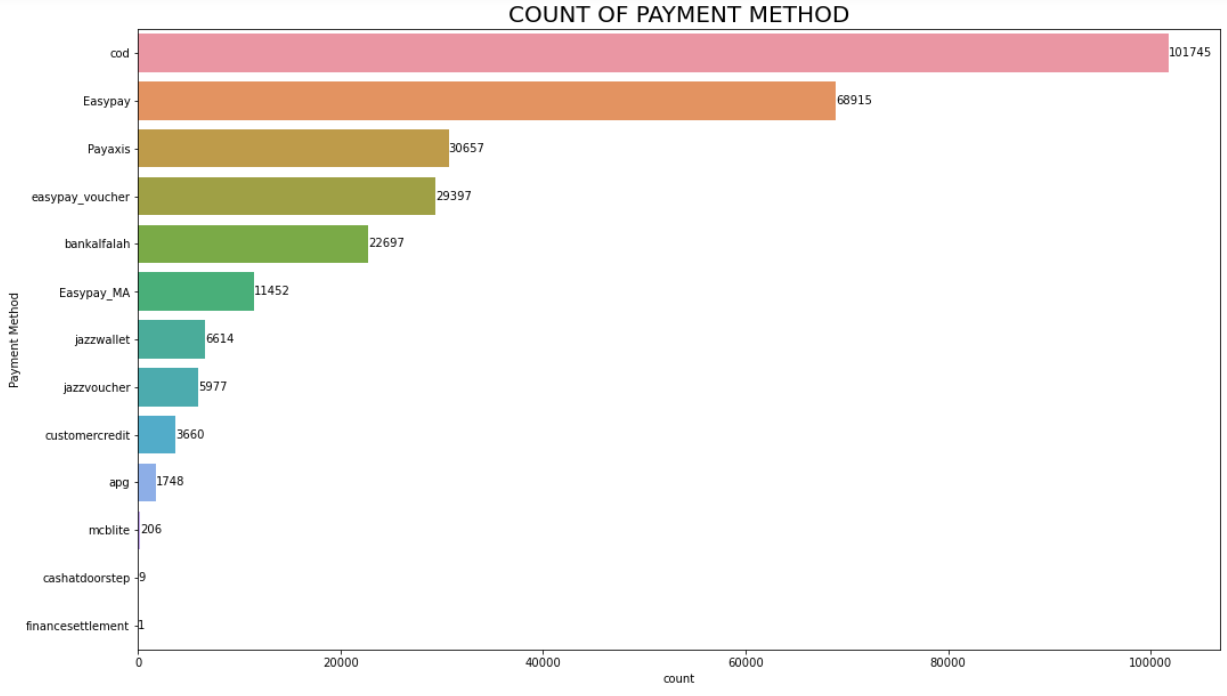 COUNT OF PAYMENT METHOD
cod 101745
Easypay 68915
Payaxis 30657
easypay_voucher 29397
bankalfalah 22697
Easypay_MA 11452
jazzwallet 6614
jazzvoucher 5977
customercredit 3660
apg 1748
mcblite 206
cashatdoorstep 9
financesettlement 1
Payment Method
0 20000 40000 60000 80000 100000
count